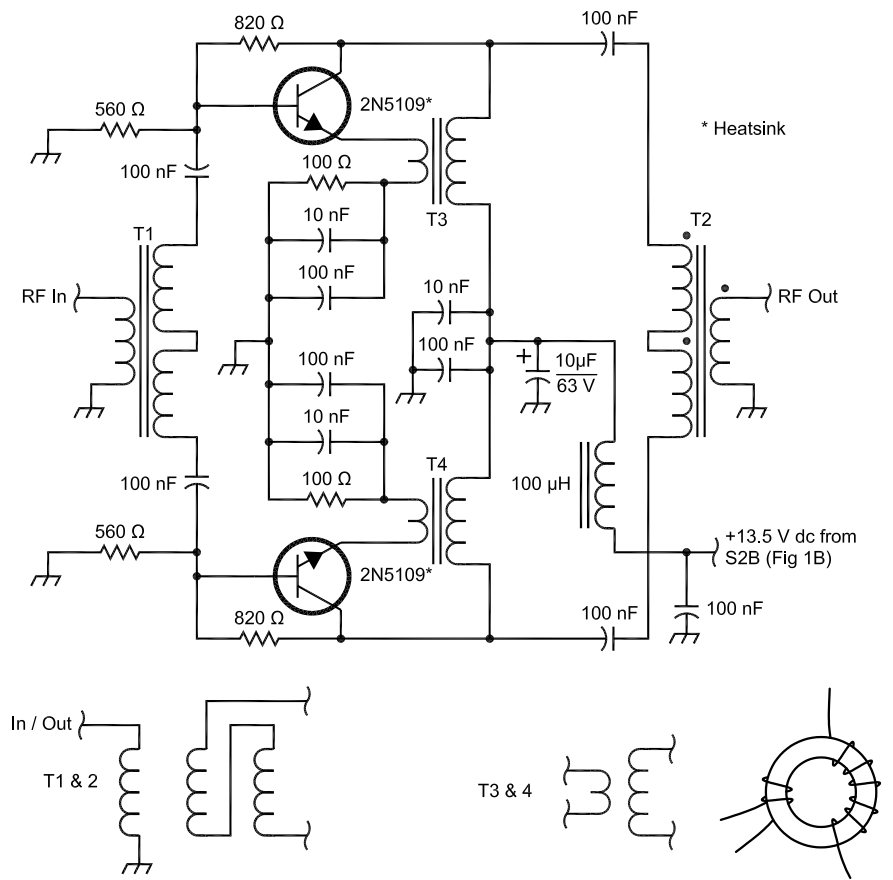 820 Ω
100 nF
2N5109*
560 Ω
* Heatsink
100 Ω
100 nF
10 nF
T3
T1
T2
100 nF
RF In
10 nF
RF Out
100 nF
100 nF
+
10µF
63 V
10 nF
T4
100 nF
100 Ω
100 µH
560 Ω
+13.5 V dc from
S2B (Fig 1B)
2N5109*
820 Ω
100 nF
100 nF
In / Out
T1 & 2
T3 & 4